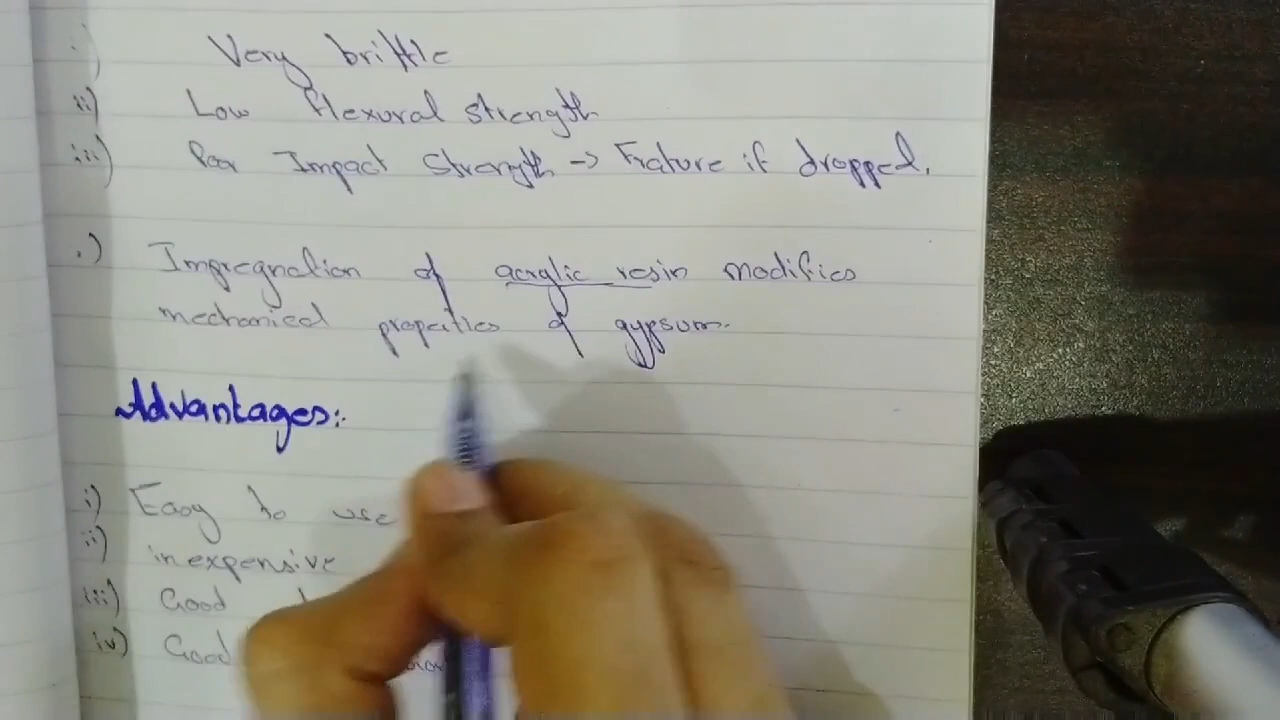 i) Very brittle
ii) Low flexural strength
iii) Poor Impact Strength -> Frature if dropped.
.) Impregnation of acrylic resin modifies
mechanical properties of gypsum.
Advantages:
i) Easy to use
ii) inexpensive
iii) Good
iv) Good